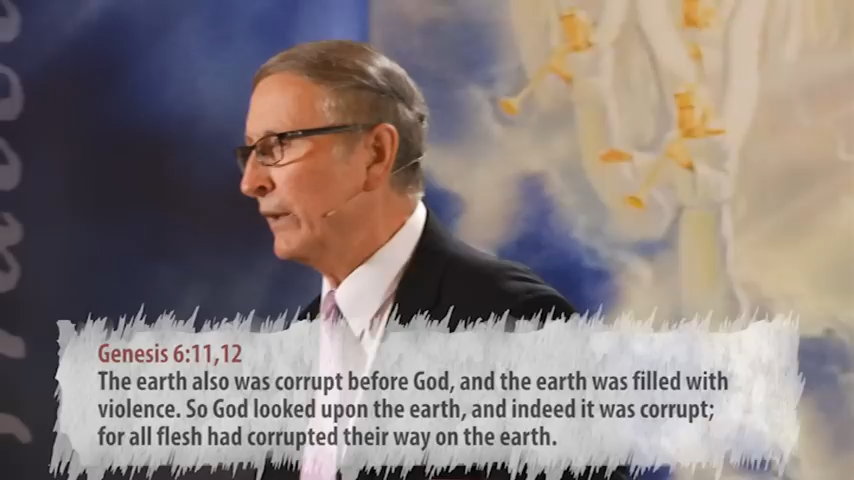 Genesis 6:11,12
The earth also was corrupt before God, and the earth was filled with
violence. So God looked upon the earth, and indeed it was corrupt;
for all flesh had corrupted their way on the earth.